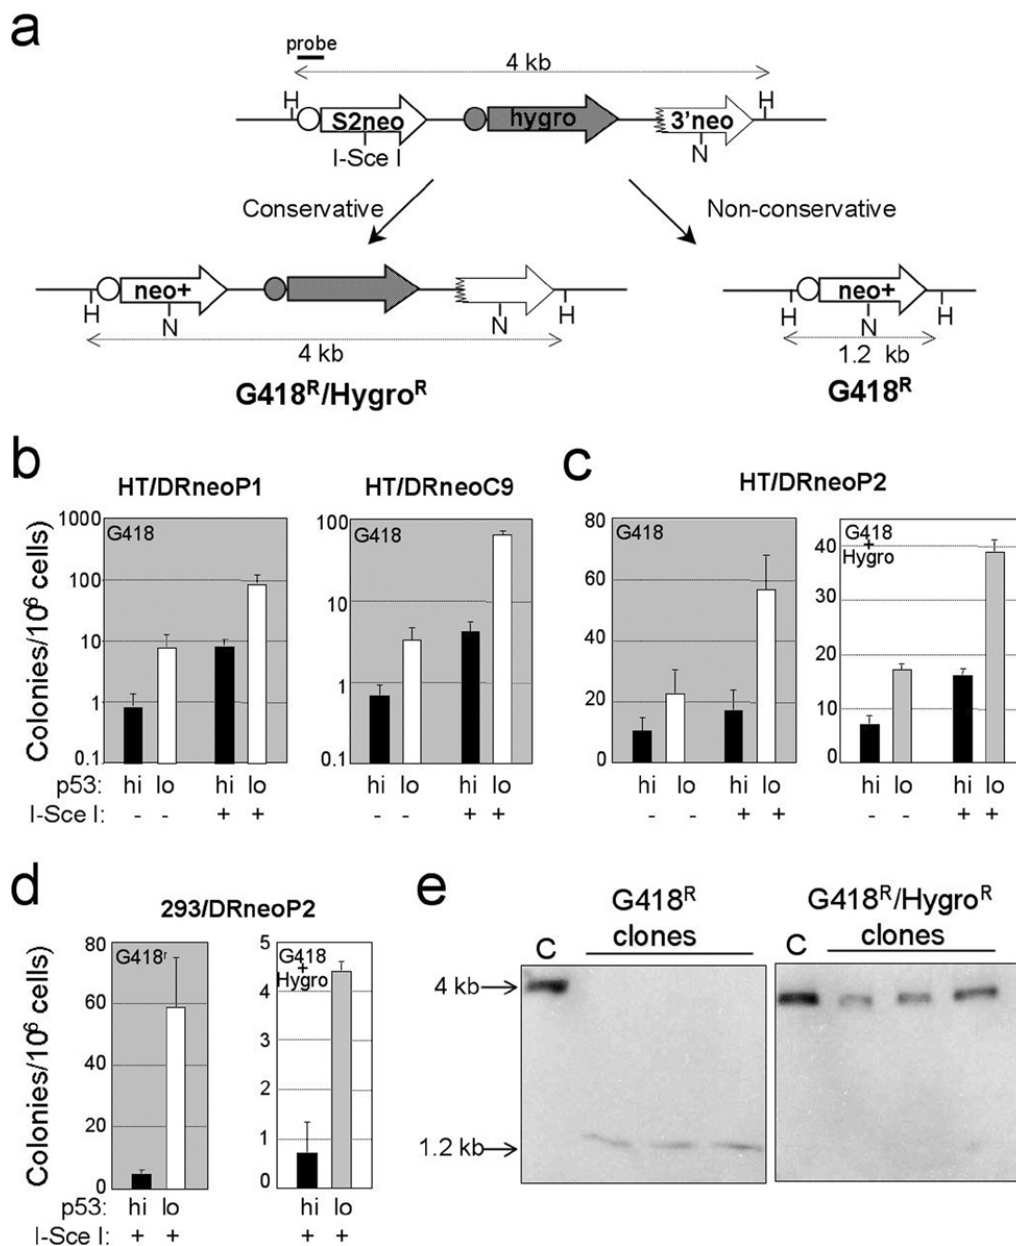 a
probe
4 kb
H
H
S2neo
hygro
3'neo
I-Sce I
N
Conservative
Non-conservative
neo+
neo+
H
N
N
H
H
N
H
4 kb
1.2 kb
G418ᴿ/Hygroᴿ
G418ᴿ
b
c
HT/DRneoP1
HT/DRneoC9
HT/DRneoP2
Colonies/10⁶ cells)
1000
100
10
1
0.1
G418
100
10
1
0.1
G418
80
60
40
20
0
G418
40
30
20
10
0
G418
+
Hygro
p53: hi lo hi lo hi lo hi lo hi lo hi lo hi lo hi lo
I-Sce I: - - + + - - + + - - + + - - + +
d
e
293/DRneoP2
Colonies/10⁶ cells)
80
60
40
20
0
G418ʳ
5
4
3
2
1
0
G418
+
Hygro
p53: hi lo hi lo
I-Sce I: + + + +
G418ᴿ
clones
G418ᴿ/Hygroᴿ
clones
C
C
4 kb
1.2 kb